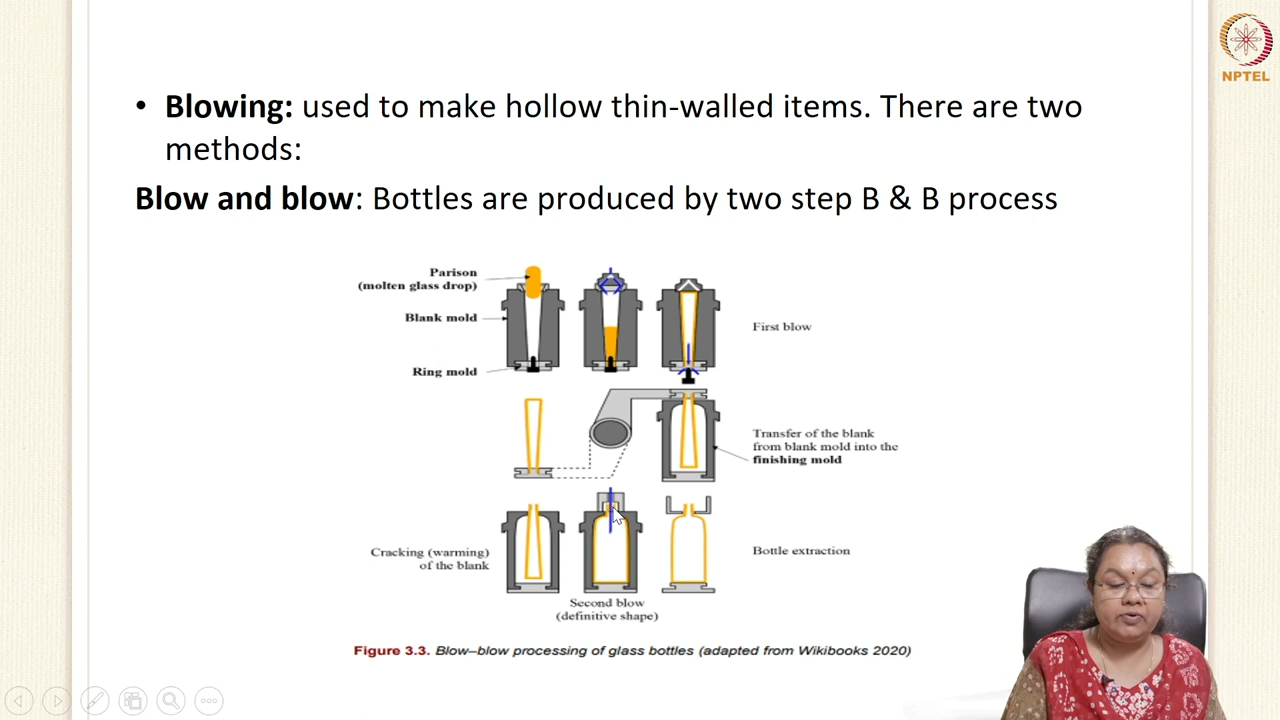 NPTEL
• Blowing: used to make hollow thin-walled items. There are two
methods:
Blow and blow: Bottles are produced by two step B & B process
Parison
(molten glass drop)
Blank mold
Ring mold
First blow
Transfer of the blank
from blank mold into the
finishing mold
Cracking (warming)
of the blank
Second blow
(definitive shape)
Bottle extraction
Figure 3.3. Blow–blow processing of glass bottles (adapted from Wikibooks 2020)